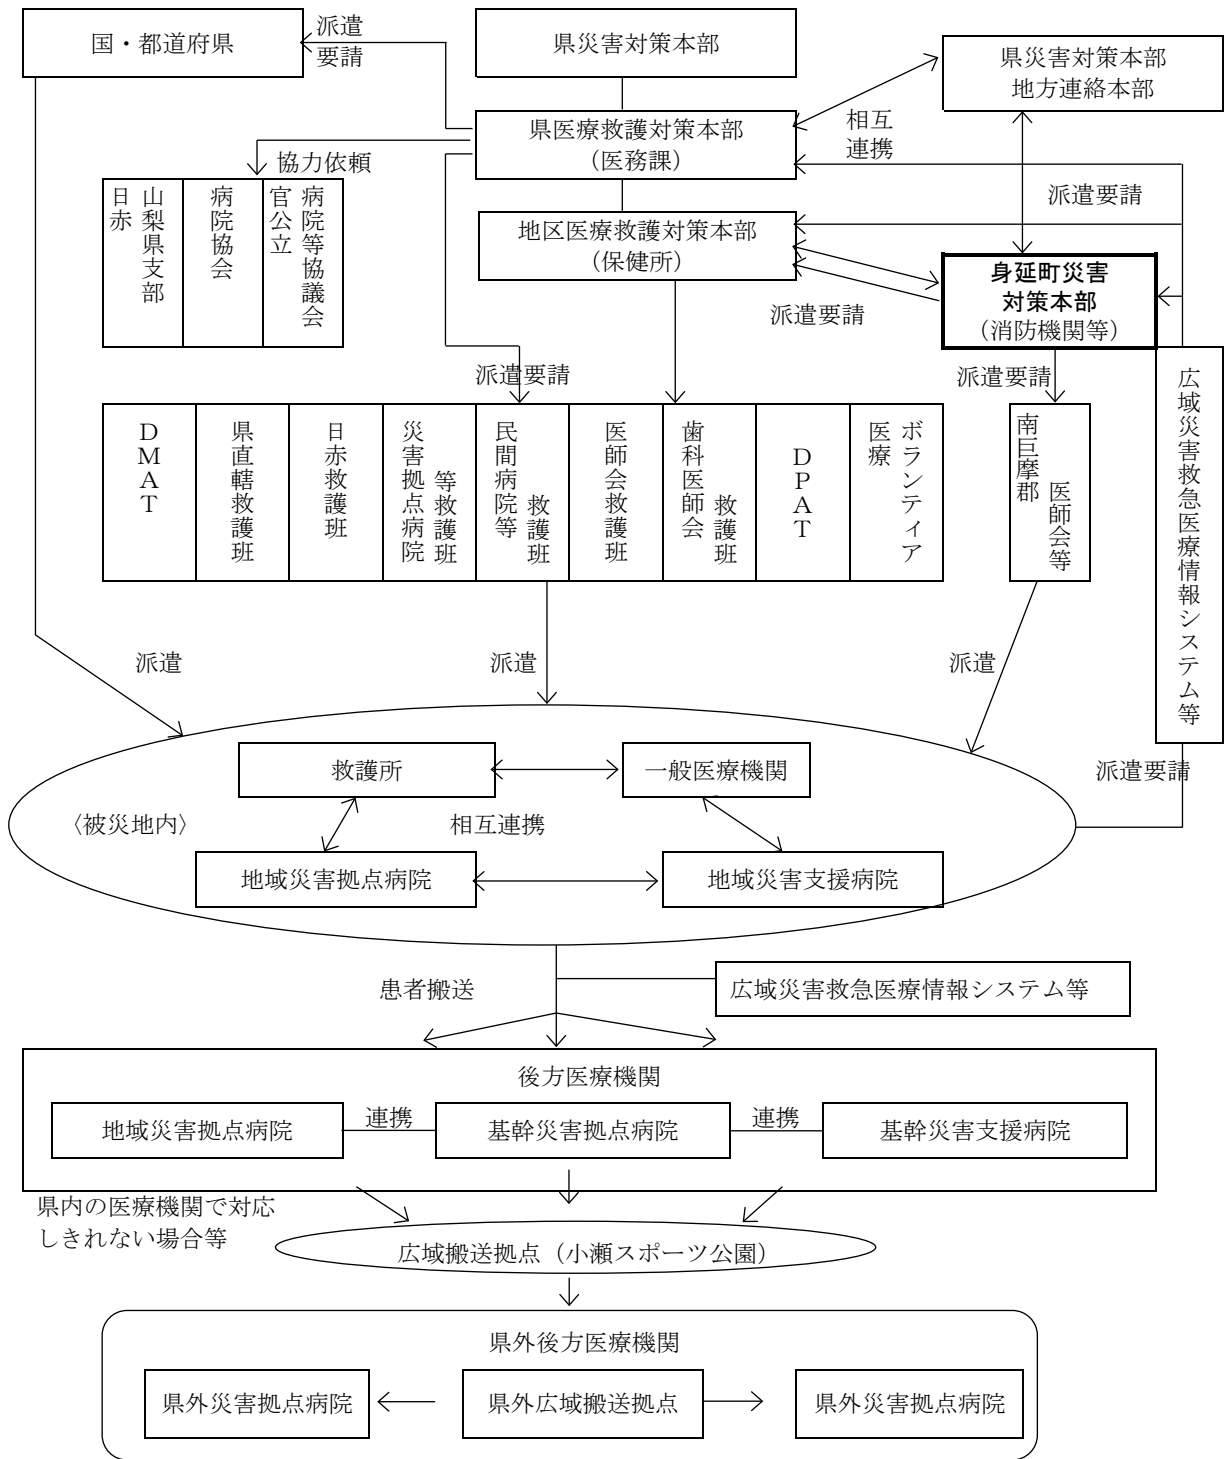 国・都道府県
派遣
要請
県災害対策本部
県災害対策本部
地方連絡本部
県医療救護対策本部
(医務課)
相互
連携
協力依頼
派遣要請
日赤
山梨県支部
病院協会
官公立
病院等協議会
地区医療救護対策本部
(保健所)
派遣要請
身延町災害
対策本部
(消防機関等)
派遣要請
派遣要請
広域災害救急医療情報システム等
DMAT
県直轄救護班
日赤救護班
災害拠点病院
等救護班
民間病院等
救護班
医師会救護班
歯科医師会
救護班
DPAT
医療
ボランティア
南巨摩郡
医師会等
派遣
派遣
派遣
派遣要請
救護所
一般医療機関
〈被災地内〉
相互連携
地域災害拠点病院
地域災害支援病院
患者搬送
広域災害救急医療情報システム等
後方医療機関
地域災害拠点病院
連携
基幹災害拠点病院
連携
基幹災害支援病院
県内の医療機関で対応
しきれない場合等
広域搬送拠点(小瀬スポーツ公園)
県外後方医療機関
県外災害拠点病院
県外広域搬送拠点
県外災害拠点病院